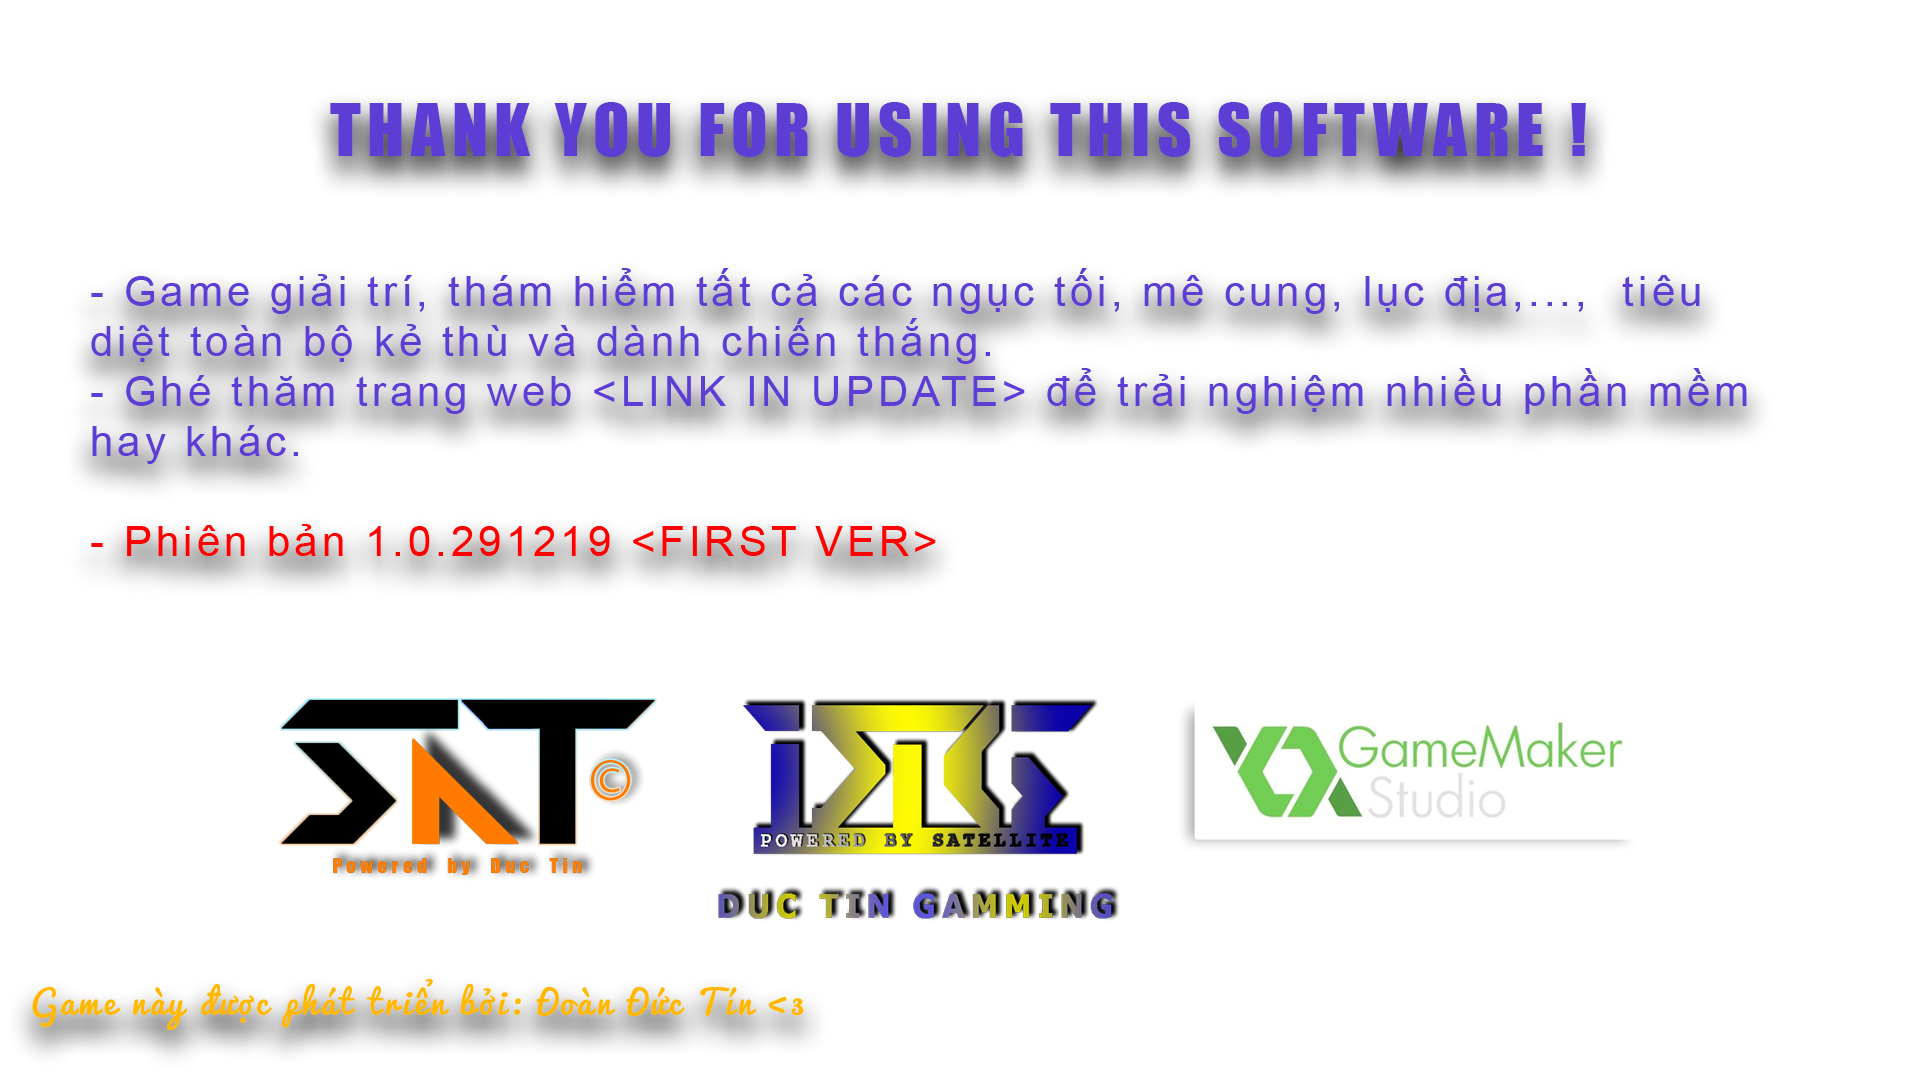 THANK YOU FOR USING THIS SOFTWARE !
- Game giải trí, thám hiểm tất cả các ngục tối, mê cung, lục địa,..., tiêu
diệt toàn bộ kẻ thù và dành chiến thắng.
- Ghé thăm trang web <LINK IN UPDATE> để trải nghiệm nhiều phần mềm
hay khác.
- Phiên bản 1.0.291219 <FIRST VER>
SAT ©
Powered by Duc Tin
POWERED BY SATELLITE
DUC TIN GAMMING
GameMaker
Studio
Game này được phát triển bởi: Đoàn Đức Tín <3